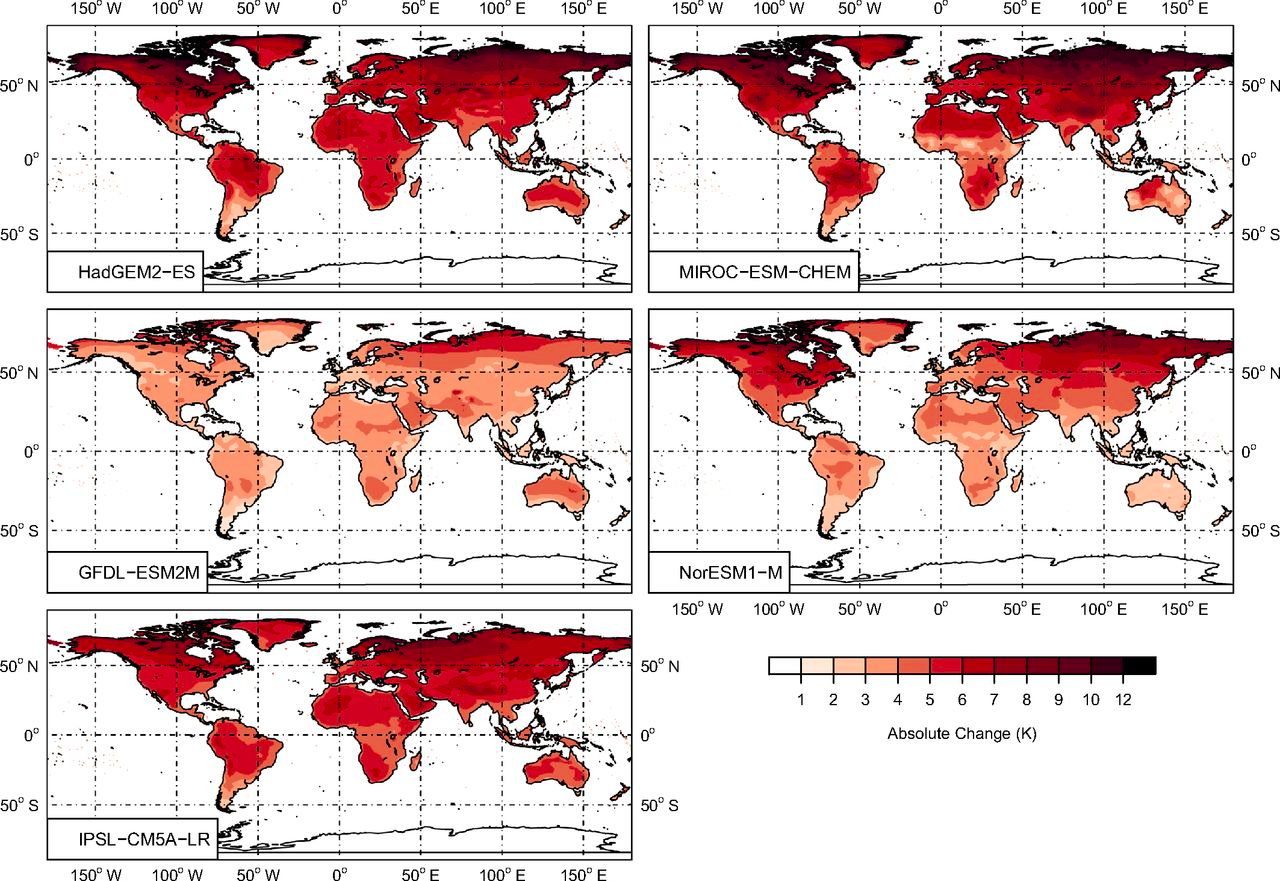 150° W 100° W 50° W 0° 50° E 100° E 150° E 150° W 100° W 50° W 0° 50° E 100° E 150° E
50° N 50° N
0° 0°
50° S 50° S
HadGEM2−ES MIROC−ESM−CHEM
50° N 50° N
0° 0°
50° S 50° S
GFDL−ESM2M NorESM1−M
150° W 100° W 50° W 0° 50° E 100° E 150° E
50° N 50° N
1 2 3 4 5 6 7 8 9 10 12
0° Absolute Change (K) 0°
50° S 50° S
IPSL−CM5A−LR
150° W 100° W 50° W 0° 50° E 100° E 150° E